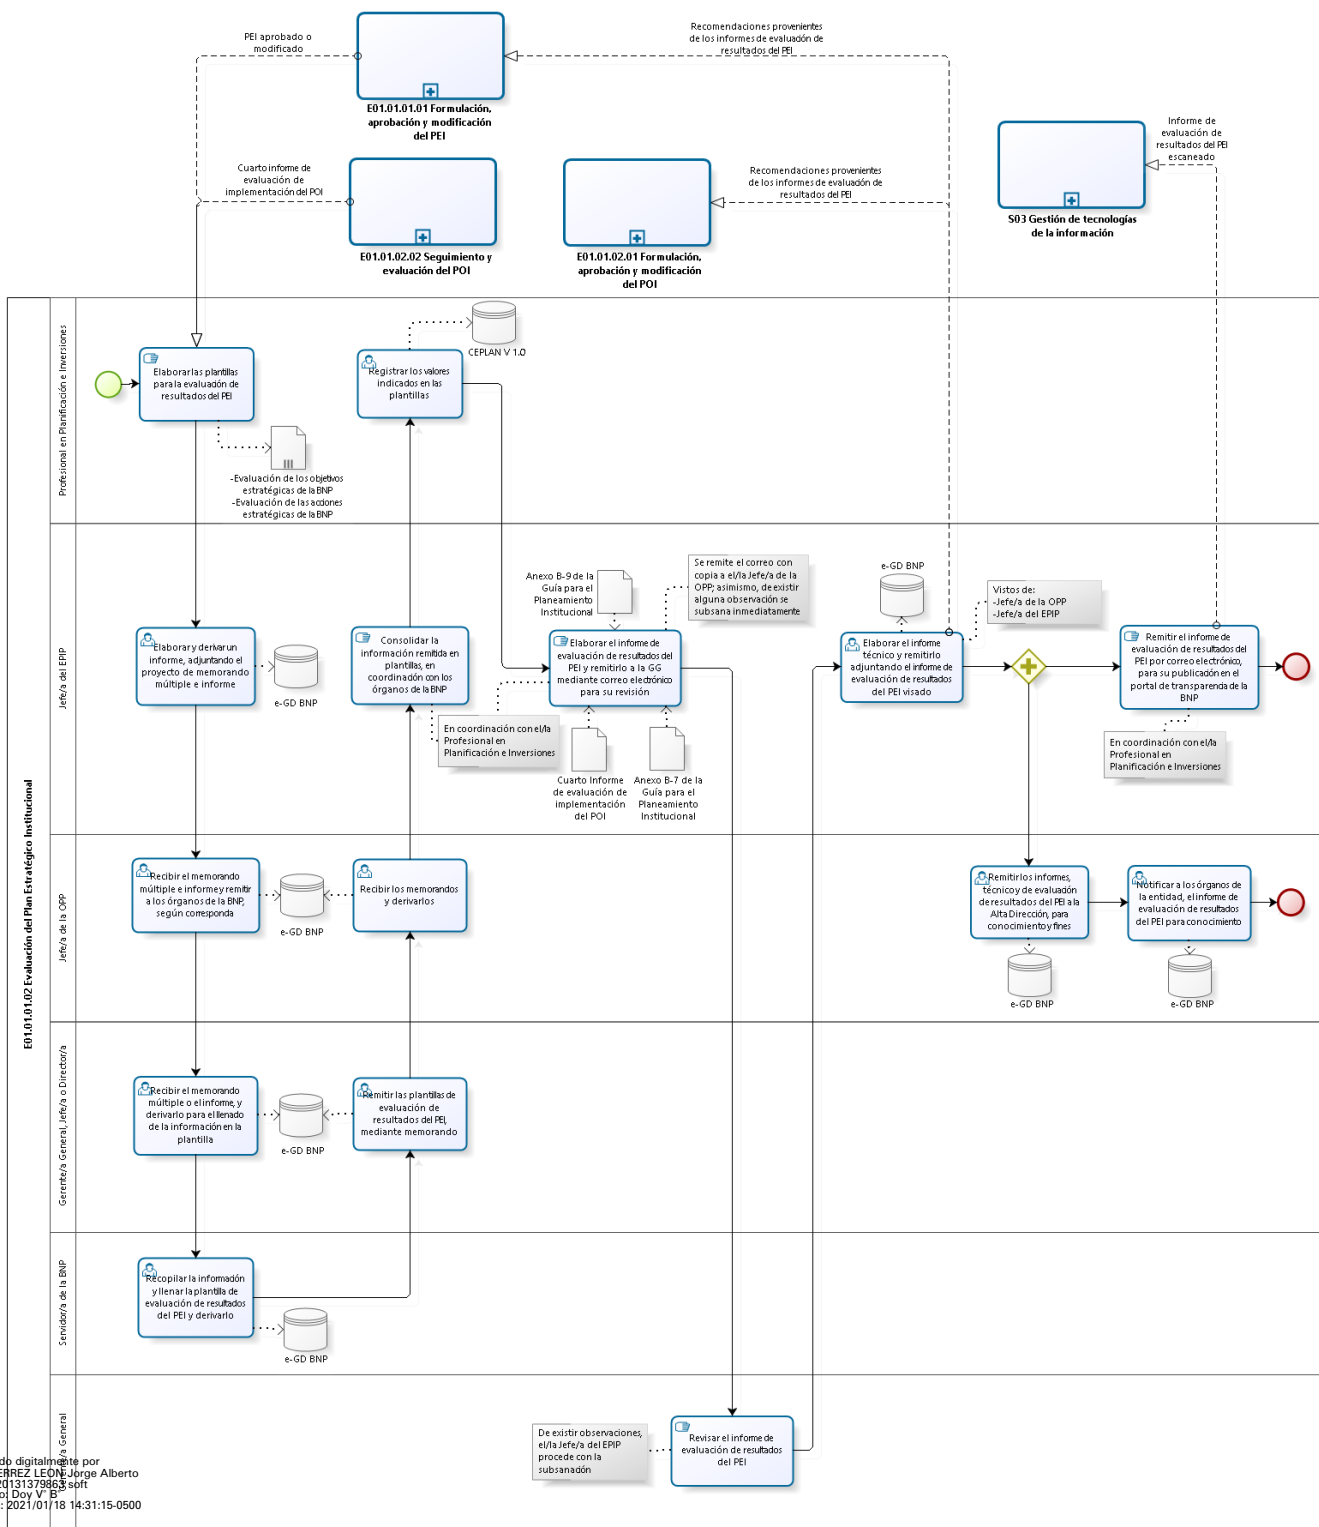 PEI aprobado o
modificado
Recomendaciones provenientes
de los informes de evaluación de
resultados del PEI
E01.01.01.01 Formulación,
aprobación y modificación
del PEI
Informe de
evaluación de
resultados del PEI
escaneado
Cuarto informe de
evaluación de
implementación del POI
Recomendaciones provenientes
de los informes de evaluación de
resultados del PEI
S03 Gestión de tecnologías
de la información
E01.01.02.02 Seguimiento y
evaluación del POI
E01.01.02.01 Formulación,
aprobación y modificación
del POI
E01.01.01.02 Evaluación del Plan Estratégico Institucional
Profesional en Planificación e Inversiones
Elaborar las plantillas
para la evaluación de
resultados del PEI
-Evaluación de los objetivos
estratégicas de la BNP
-Evaluación de las acciones
estratégicas de la BNP
Registrar los valores
indicados en las
plantillas
CEPLAN V 1.0
Jefe/a del EPIP
Elaborar y derivar un
informe, adjuntando el
proyecto de memorando
múltiple e informe
e-GD BNP
Consolidar la
información remitida en
plantillas, en
coordinación con los
órganos de la BNP
En coordinación con el/la
Profesional en
Planificación e Inversiones
Anexo B-9 de la
Guía para el
Planeamiento
Institucional
Se remite el correo con
copia a el/la Jefe/a de la
OPP; asimismo, de existir
alguna observación se
subsana inmediatamente
Elaborar el informe de
evaluación de resultados del
PEI y remitirlo a la GG
mediante correo electrónico
para su revisión
Cuarto Informe
de evaluación de
implementación
del POI
Anexo B-7 de la
Guía para el
Planeamiento
Institucional
e-GD BNP
Vistos de:
-Jefe/a de la OPP
-Jefe/a del EPIP
Elaborar el informe
técnico y remitirlo
adjuntando el informe de
evaluación de resultados
del PEI visado
Remitir el informe de
evaluación de resultados del
PEI por correo electrónico,
para su publicación en el
portal de transparencia de la
BNP
En coordinación con el/la
Profesional en
Planificación e Inversiones
Jefe/a de la OPP
Recibir el memorando
múltiple e informe y remitir
a los órganos de la BNP,
según corresponda
e-GD BNP
Recibir los memorandos
y derivarlos
Remitir los informes,
técnico y de evaluación
de resultados del PEI a la
Alta Dirección, para
conocimiento y fines
e-GD BNP
Notificar a los órganos de
la entidad, el informe de
evaluación de resultados
del PEI para conocimiento
e-GD BNP
Gerente/a General, Jefe/a o Director/a
Recibir el memorando
múltiple o el informe, y
derivarlo para el llenado
de la información en la
plantilla
e-GD BNP
Remitir las plantillas de
evaluación de
resultados del PEI,
mediante memorando
Servidor/a de la BNP
Recopilar la información
y llenar la plantilla de
evaluación de resultados
del PEI y derivarlo
e-GD BNP
Gerente/a General
De existir observaciones,
el/la Jefe/a del EPIP
procede con la
subsanación
Revisar el informe de
evaluación de resultados
del PEI
do digitalmente por
ERREZ LEON Jorge Alberto
20131379863 soft
o: Doy V° B°
: 2021/01/18 14:31:15-0500